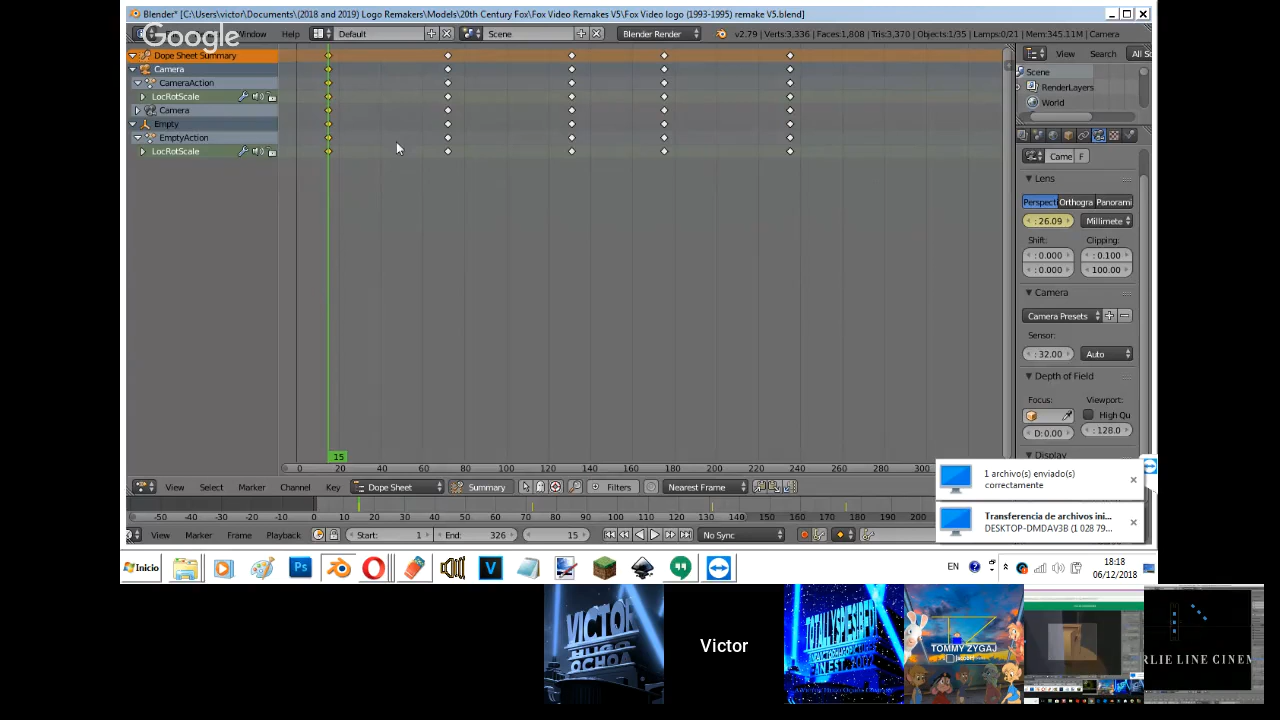 Blender* [C:\Users\victor\Documents\(2018 and 2019) Logo Remakers\Models\20th Century Fox\Fox Video Remakes V5\Fox Video logo (1993-1995) remake V5.blend]
Google
Window Help Default Scene Blender Render v2.79 | Verts:3,336 | Faces:1,808 | Tris:3,370 | Objects:1/35 | Lamps:0/21 | Mem:345.11M | Camera
Dope Sheet Summary
Camera
CameraAction
LocRotScale
Camera
Empty
EmptyAction
LocRotScale
View Search All S
Scene
RenderLayers
World
Came F
Lens
Perspect Orthogra Panorami
: 26.09 Millimete
Shift: Clipping:
: 0.000 : 0.100
: 0.000 100.00
Camera
Camera Presets
Sensor:
: 32.00 Auto
Depth of Field
Focus: Viewport:
High Qu
D: 0.00 : 128.0
Display
15
0 20 40 60 80 100 120 140 160 180 200 220 240 260 280 300
View Select Marker Channel Key Dope Sheet Summary Filters Nearest Frame
1 archivo(s) enviado(s)
correctamente
Transferencia de archivos ini...
DESKTOP-DMDAV3B (1 028 79...
-50 -40 -30 -20 -10 0 10 20 30 40 50 60 70 80 90 100 110 120 130 140 150 160
View Marker Frame Playback Start: 1 End: 326 15 No Sync
Inicio
EN
18:18
06/12/2018
VICTOR
HUGO
OCHOA
Victor
TOMMY ZYGAJ
RLIE LINE CINEM